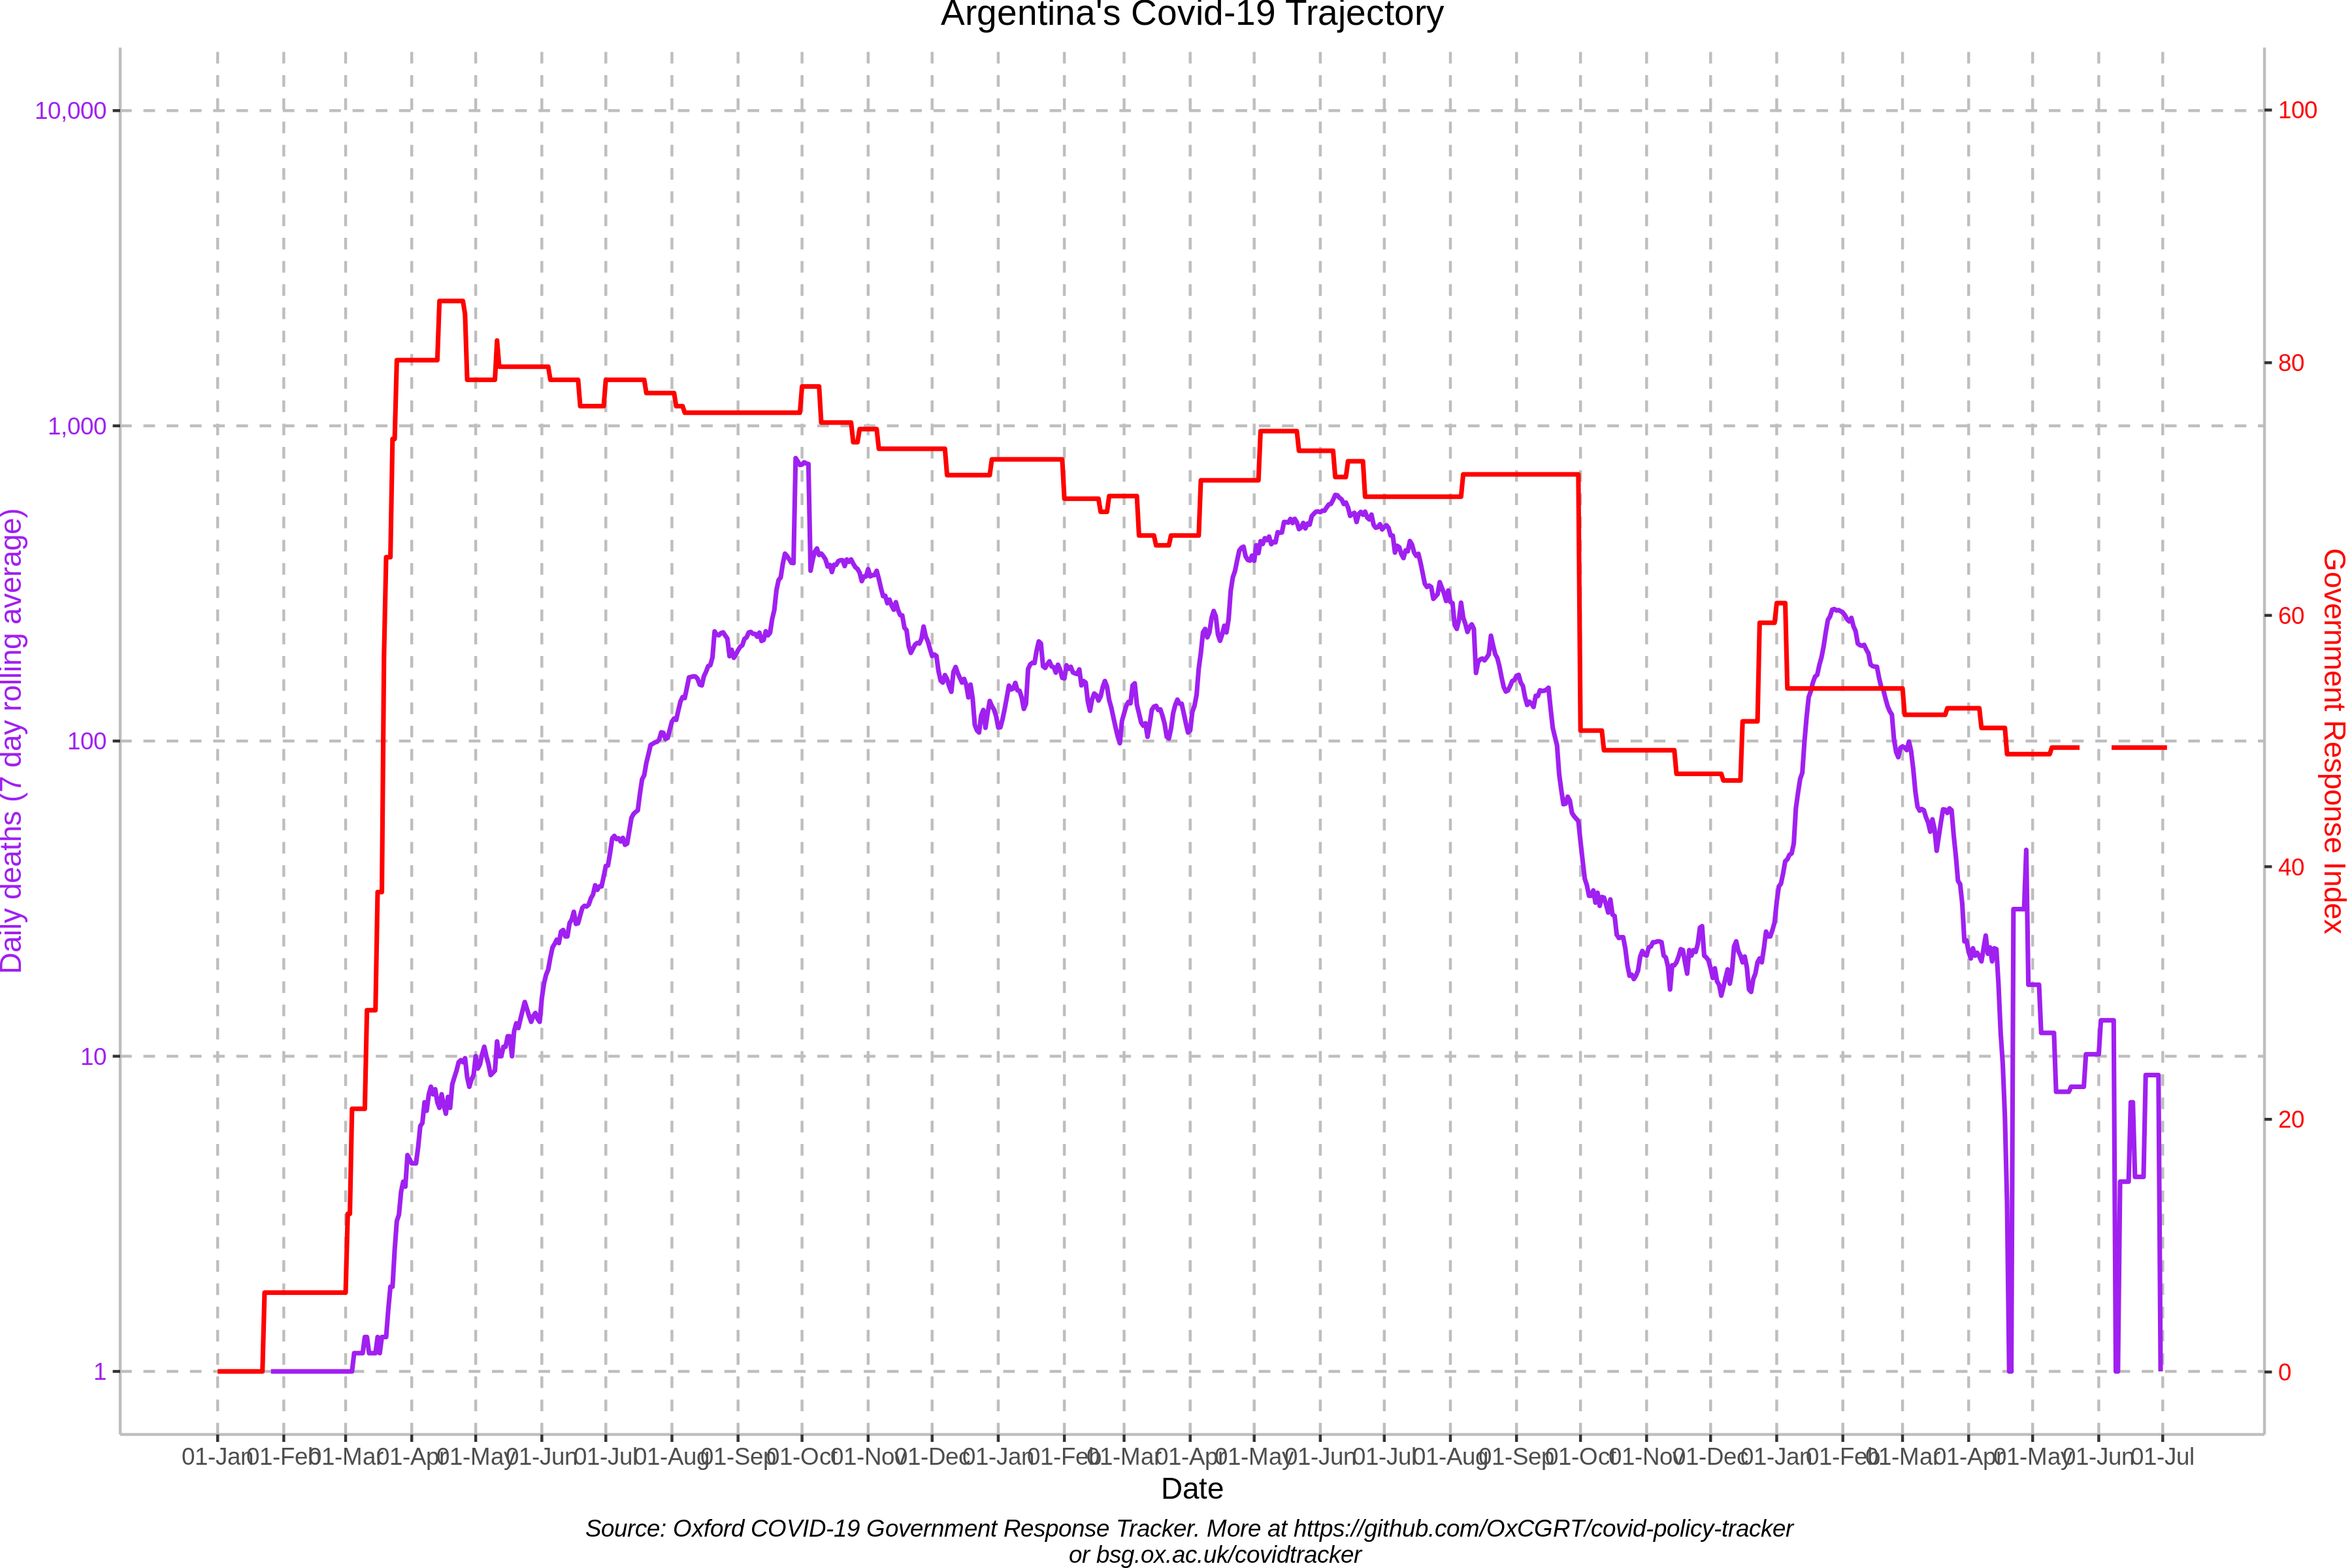 Argentina's Covid-19 Trajectory
10,000
1,000
100
10
1
Daily deaths (7 day rolling average)
100
80
60
40
20
0
Government Response Index
01-Jan 01-Feb 01-Mar 01-Apr 01-May 01-Jun 01-Jul 01-Aug 01-Sep 01-Oct 01-Nov 01-Dec 01-Jan 01-Feb 01-Mar 01-Apr 01-May 01-Jun 01-Jul 01-Aug 01-Sep 01-Oct 01-Nov 01-Dec 01-Jan 01-Feb 01-Mar 01-Apr 01-May 01-Jun 01-Jul
Date
Source: Oxford COVID-19 Government Response Tracker. More at https://github.com/OxCGRT/covid-policy-tracker
or bsg.ox.ac.uk/covidtracker